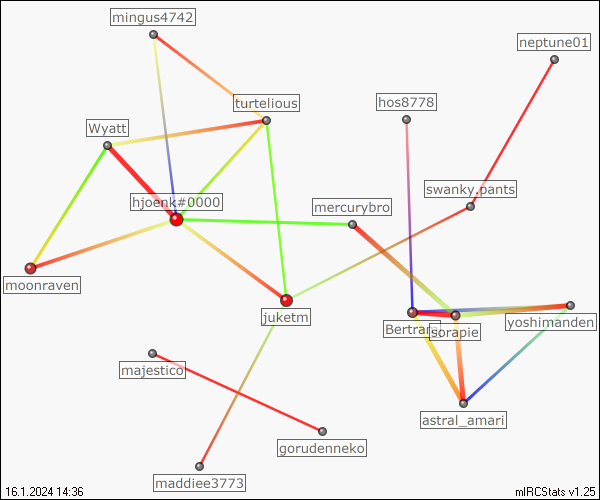 mingus4742
neptune01
turtelious
hos8778
Wyatt
swanky.pants
hjoenk#0000
mercurybro
moonraven
juketm
sorapie
yoshimanden
majestico
astral_amari
gorudenneko
maddiee3773
16.1.2024 14:36
mIRCStats v1.25